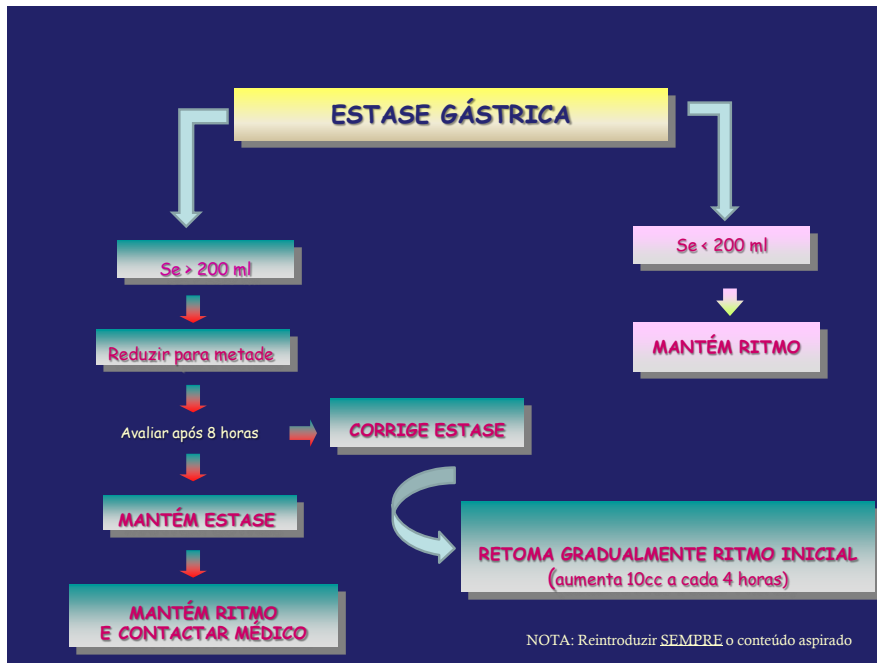 ESTASE GÁSTRICA
Se > 200 ml
Se < 200 ml
Reduzir para metade
MANTÉM RITMO
Avaliar após 8 horas
CORRIGE ESTASE
MANTÉM ESTASE
RETOMA GRADUALMENTE RITMO INICIAL
(aumenta 10cc a cada 4 horas)
MANTÉM RITMO
E CONTACTAR MÉDICO
NOTA: Reintroduzir SEMPRE o conteúdo aspirado